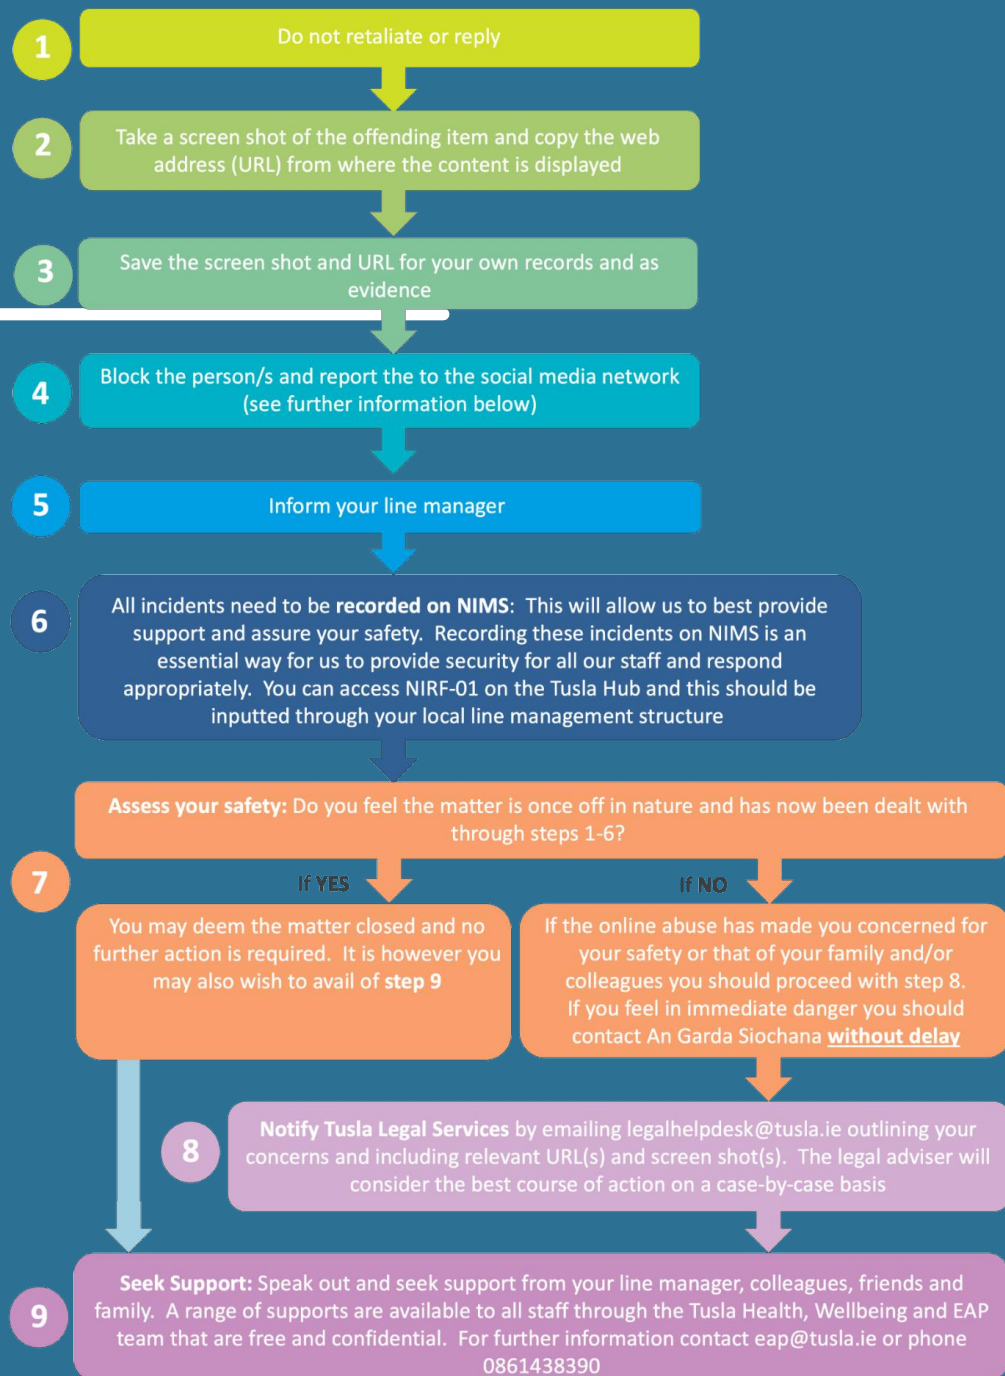 1
Do not retaliate or reply
2
Take a screen shot of the offending item and copy the web
address (URL) from where the content is displayed
3
Save the screen shot and URL for your own records and as
evidence
4
Block the person/s and report the to the social media network
(see further information below)
5
Inform your line manager
6
All incidents need to be recorded on NIMS: This will allow us to best provide
support and assure your safety. Recording these incidents on NIMS is an
essential way for us to provide security for all our staff and respond
appropriately. You can access NIRF-01 on the Tusla Hub and this should be
inputted through your local line management structure
Assess your safety: Do you feel the matter is once off in nature and has now been dealt with
through steps 1-6?
7
If YES
You may deem the matter closed and no
further action is required. It is however you
may also wish to avail of step 9
If NO
If the online abuse has made you concerned for
your safety or that of your family and/or
colleagues you should proceed with step 8.
If you feel in immediate danger you should
contact An Garda Siochana without delay
8
Notify Tusla Legal Services by emailing legalhelpdesk@tusla.ie outlining your
concerns and including relevant URL(s) and screen shot(s). The legal adviser will
consider the best course of action on a case-by-case basis
9
Seek Support: Speak out and seek support from your line manager, colleagues, friends and
family. A range of supports are available to all staff through the Tusla Health, Wellbeing and EAP
team that are free and confidential. For further information contact eap@tusla.ie or phone
0861438390